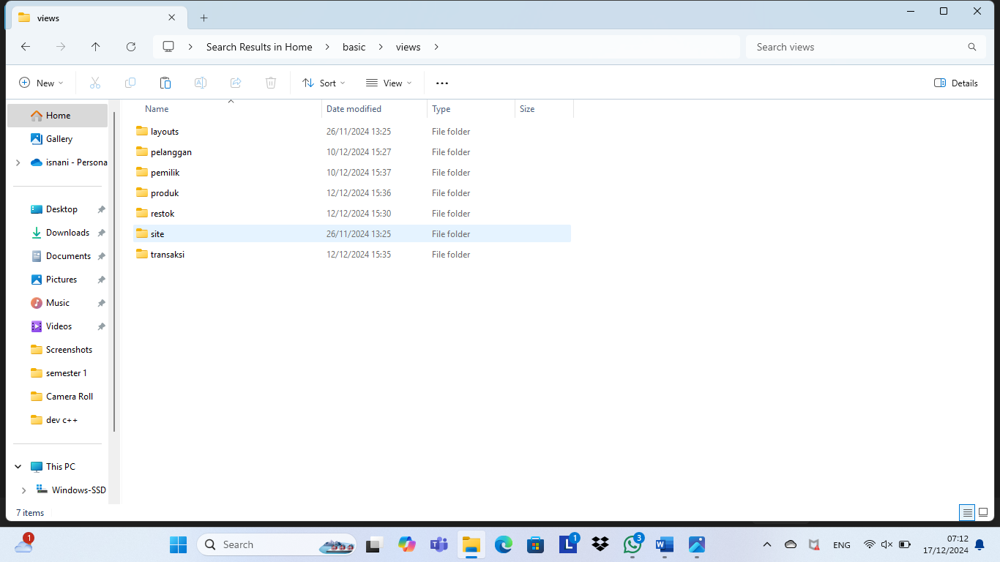 views
Search Results in Home > basic > views >
Search views
New
Sort
View
Details
Name
Date modified
Type
Size
Home
Gallery
isnani - Persona
Desktop
Downloads
Documents
Pictures
Music
Videos
Screenshots
semester 1
Camera Roll
dev c++
This PC
Windows-SSD
layouts 26/11/2024 13:25 File folder
pelanggan 10/12/2024 15:27 File folder
pemilik 10/12/2024 15:37 File folder
produk 12/12/2024 15:36 File folder
restok 12/12/2024 15:30 File folder
site 26/11/2024 13:25 File folder
transaksi 12/12/2024 15:35 File folder
7 items
1
Search
L
1
3
W
ENG
07:12
17/12/2024